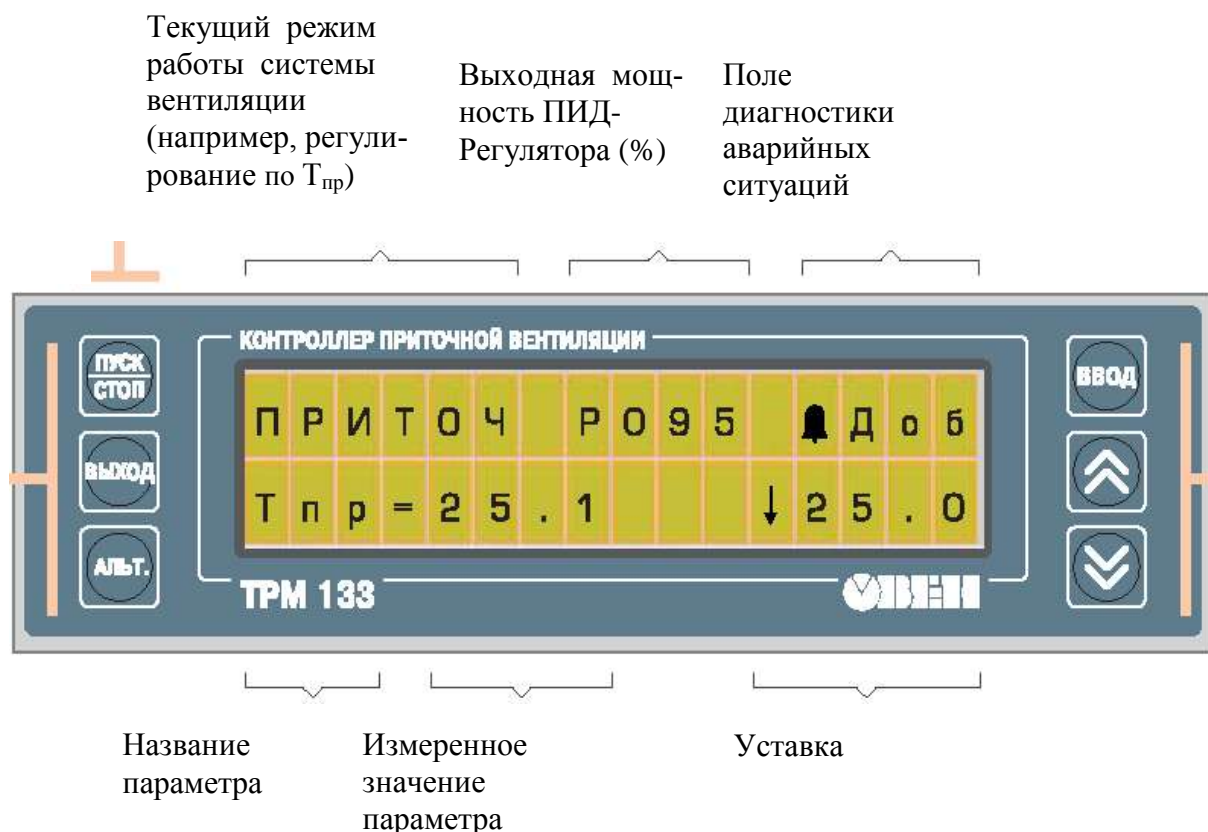 Текущий режим
работы системы
вентиляции
(например, регули-
рование по Тпр)
Выходная мощ-
ность ПИД-
Регулятора (%)
Поле
диагностики
аварийных
ситуаций
КОНТРОЛЛЕР ПРИТОЧНОЙ ВЕНТИЛЯЦИИ
ПУСК
СТОП
ВЫХОД
АЛЬТ.
ПРИТОЧ РО95 Доб
Тпр=25.1 ↓25.0
ВВОД
ТРМ 133
ОВЕН
Название
параметра
Измеренное
значение
параметра
Уставка